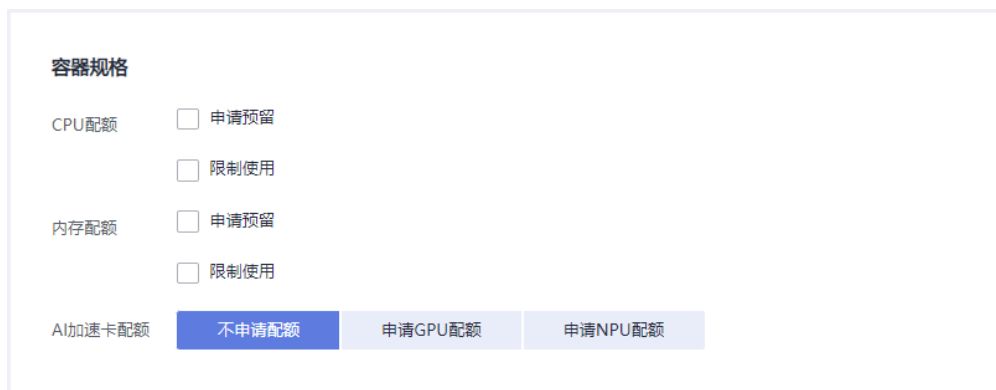 容器规格
CPU配额 申请预留
限制使用
内存配额 申请预留
限制使用
AI加速卡配额 不申请配额 申请GPU配额 申请NPU配额